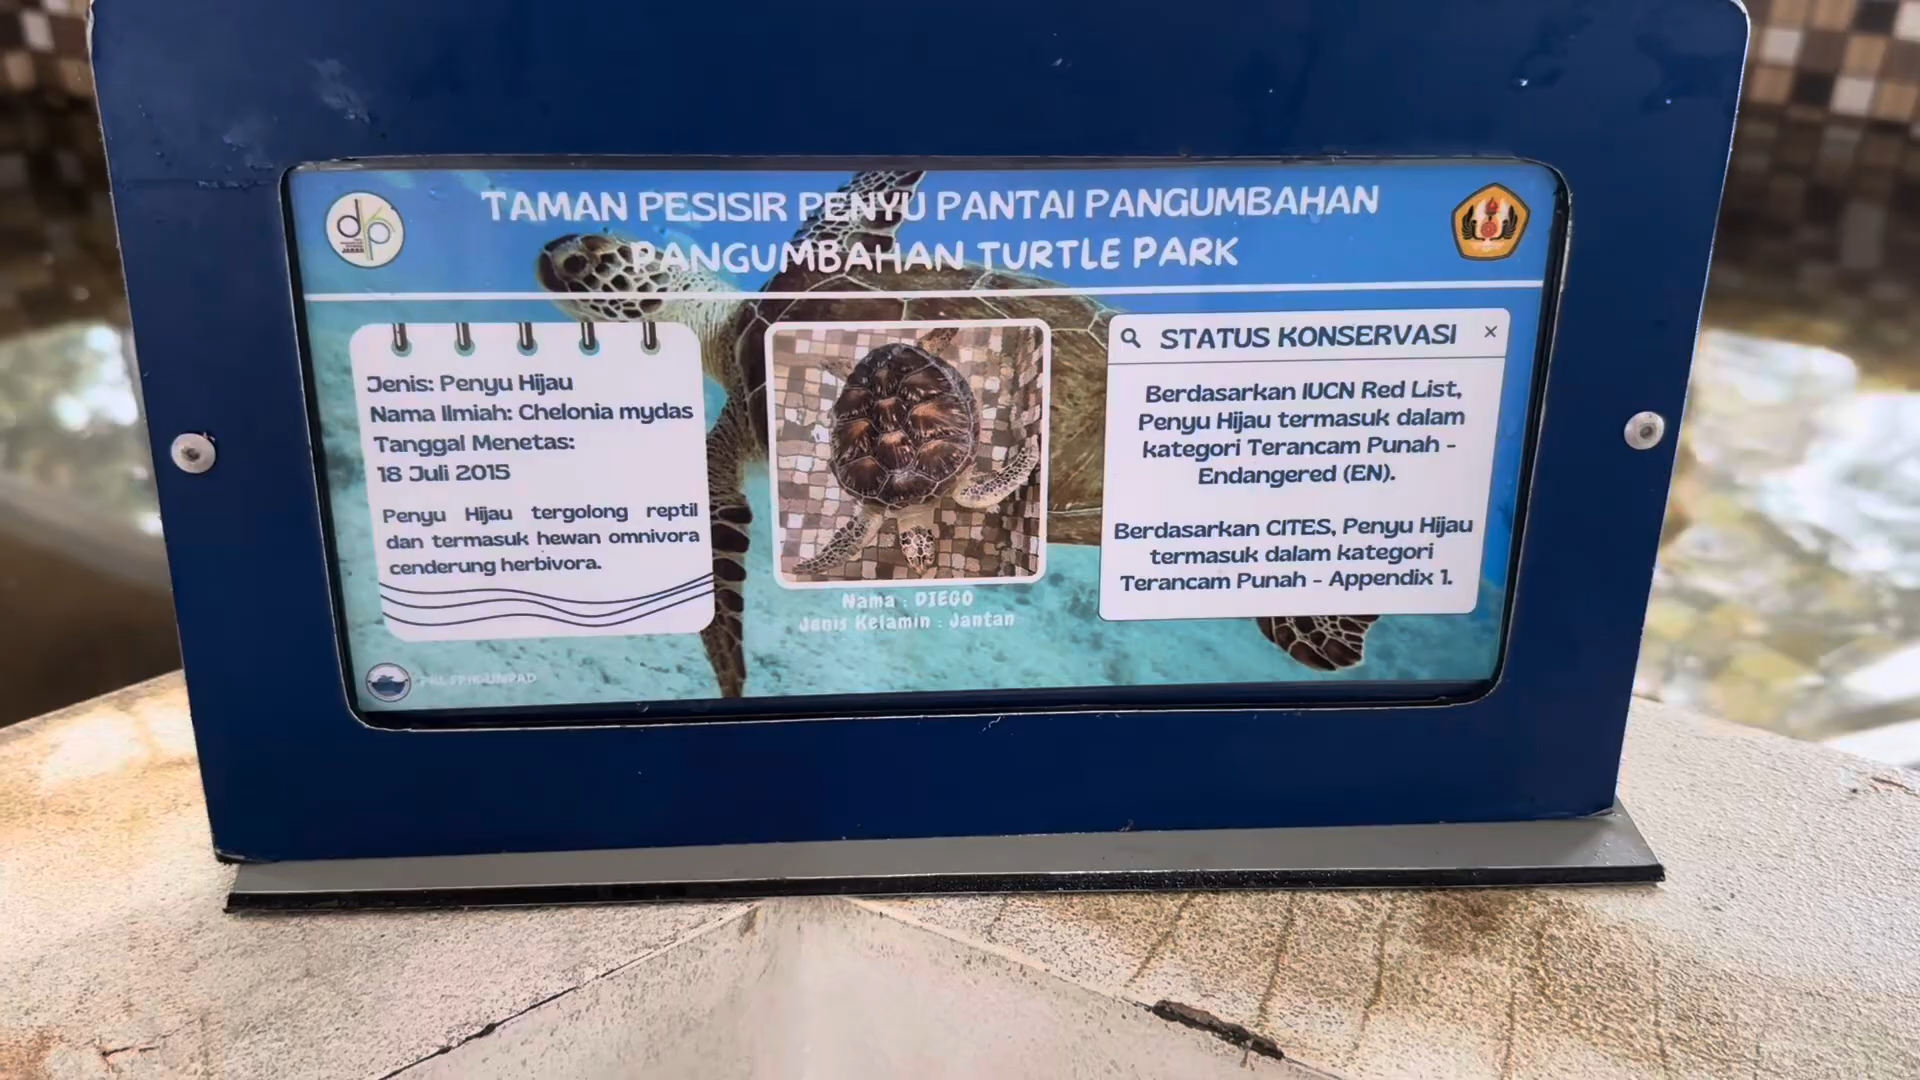 TAMAN PESISIR PENYU PANTAI PANGUMBAHAN
PANGUMBAHAN TURTLE PARK
Jenis: Penyu Hijau
Nama Ilmiah: Chelonia mydas
Tanggal Menetas:
18 Juli 2015
Penyu Hijau tergolong reptil
dan termasuk hewan omnivora
cenderung herbivora.
Nama : DIEGO
Jenis Kelamin : Jantan
STATUS KONSERVASI
Berdasarkan IUCN Red List,
Penyu Hijau termasuk dalam
kategori Terancam Punah -
Endangered (EN).
Berdasarkan CITES, Penyu Hijau
termasuk dalam kategori
Terancam Punah - Appendix 1.